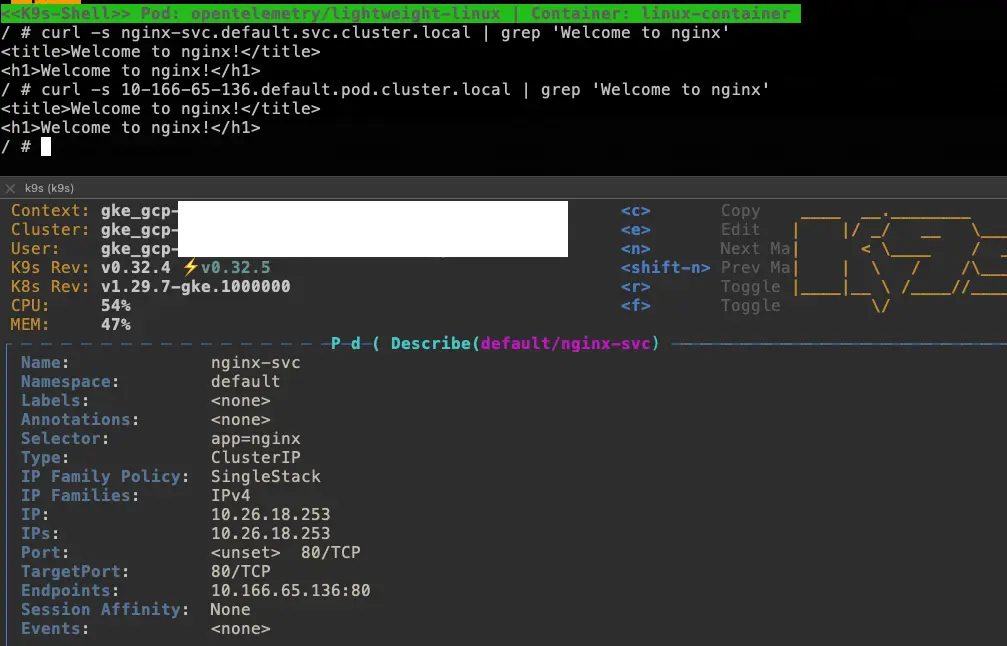 <<K9s-Shell>> Pod: opentelemetry/lightweight-linux | Container: linux-container
/ # curl -s nginx-svc.default.svc.cluster.local | grep 'Welcome to nginx'
<title>Welcome to nginx!</title>
<h1>Welcome to nginx!</h1>
/ # curl -s 10-166-65-136.default.pod.cluster.local | grep 'Welcome to nginx'
<title>Welcome to nginx!</title>
<h1>Welcome to nginx!</h1>
/ #
k9s (k9s)
Context: gke_gcp- <c> Copy
Cluster: gke_gcp- <e> Edit
User: gke_gcp- <n> Next Ma
K9s Rev: v0.32.4 ⚡v0.32.5 <shift-n> Prev Ma
K8s Rev: v1.29.7-gke.1000000 <r> Toggle
CPU: 54% <f> Toggle
MEM: 47%
P d ( Describe(default/nginx-svc)
Name: nginx-svc
Namespace: default
Labels: <none>
Annotations: <none>
Selector: app=nginx
Type: ClusterIP
IP Family Policy: SingleStack
IP Families: IPv4
IP: 10.26.18.253
IPs: 10.26.18.253
Port: <unset> 80/TCP
TargetPort: 80/TCP
Endpoints: 10.166.65.136:80
Session Affinity: None
Events: <none>